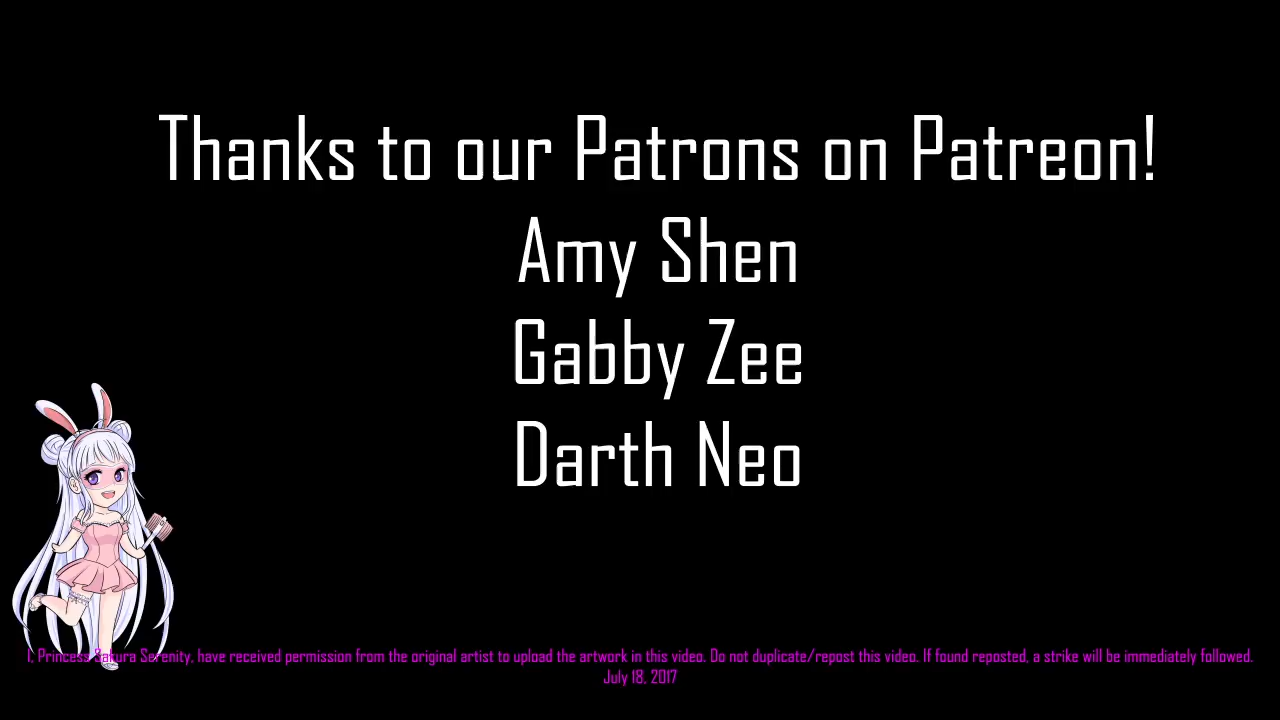 Thanks to our Patrons on Patreon!
Amy Shen
Gabby Zee
Darth Neo
I, Princess Sakura Serenity, have received permission from the original artist to upload the artwork in this video. Do not duplicate/repost this video. If found reposted, a strike will be immediately followed.
July 18, 2017